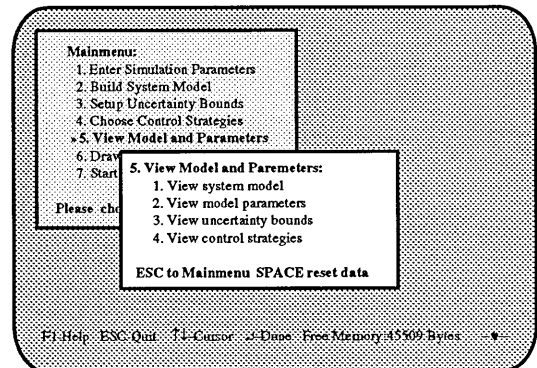 Mainmenu:
1. Enter Simulation Parameters
2. Build System Model
3. Setup Uncertainty Bounds
4. Choose Control Strategies
»5. View Model and Parameters
6. Draw
7. Start
Please cho
5. View Model and Paremeters:
1. View system model
2. View model parameters
3. View uncertainty bounds
4. View control strategies
ESC to Mainmenu SPACE reset data
F1-Help ESC-Quit ↑↓-Cursor ↵-Done Free Memory:45509 Bytes —♥—